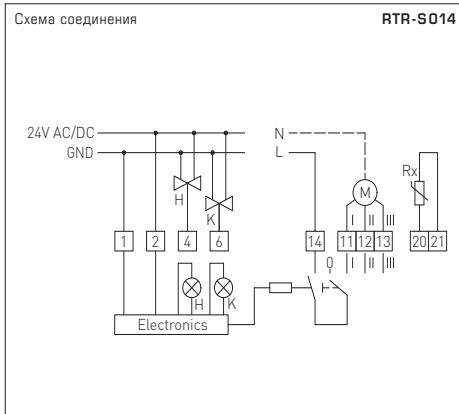 Схема соединения RTR-S014
24V AC/DC N
GND L
Rx
H M
K I II III
1 2 4 6 14 11 12 13 20 21
0 I II III
H K
Electronics